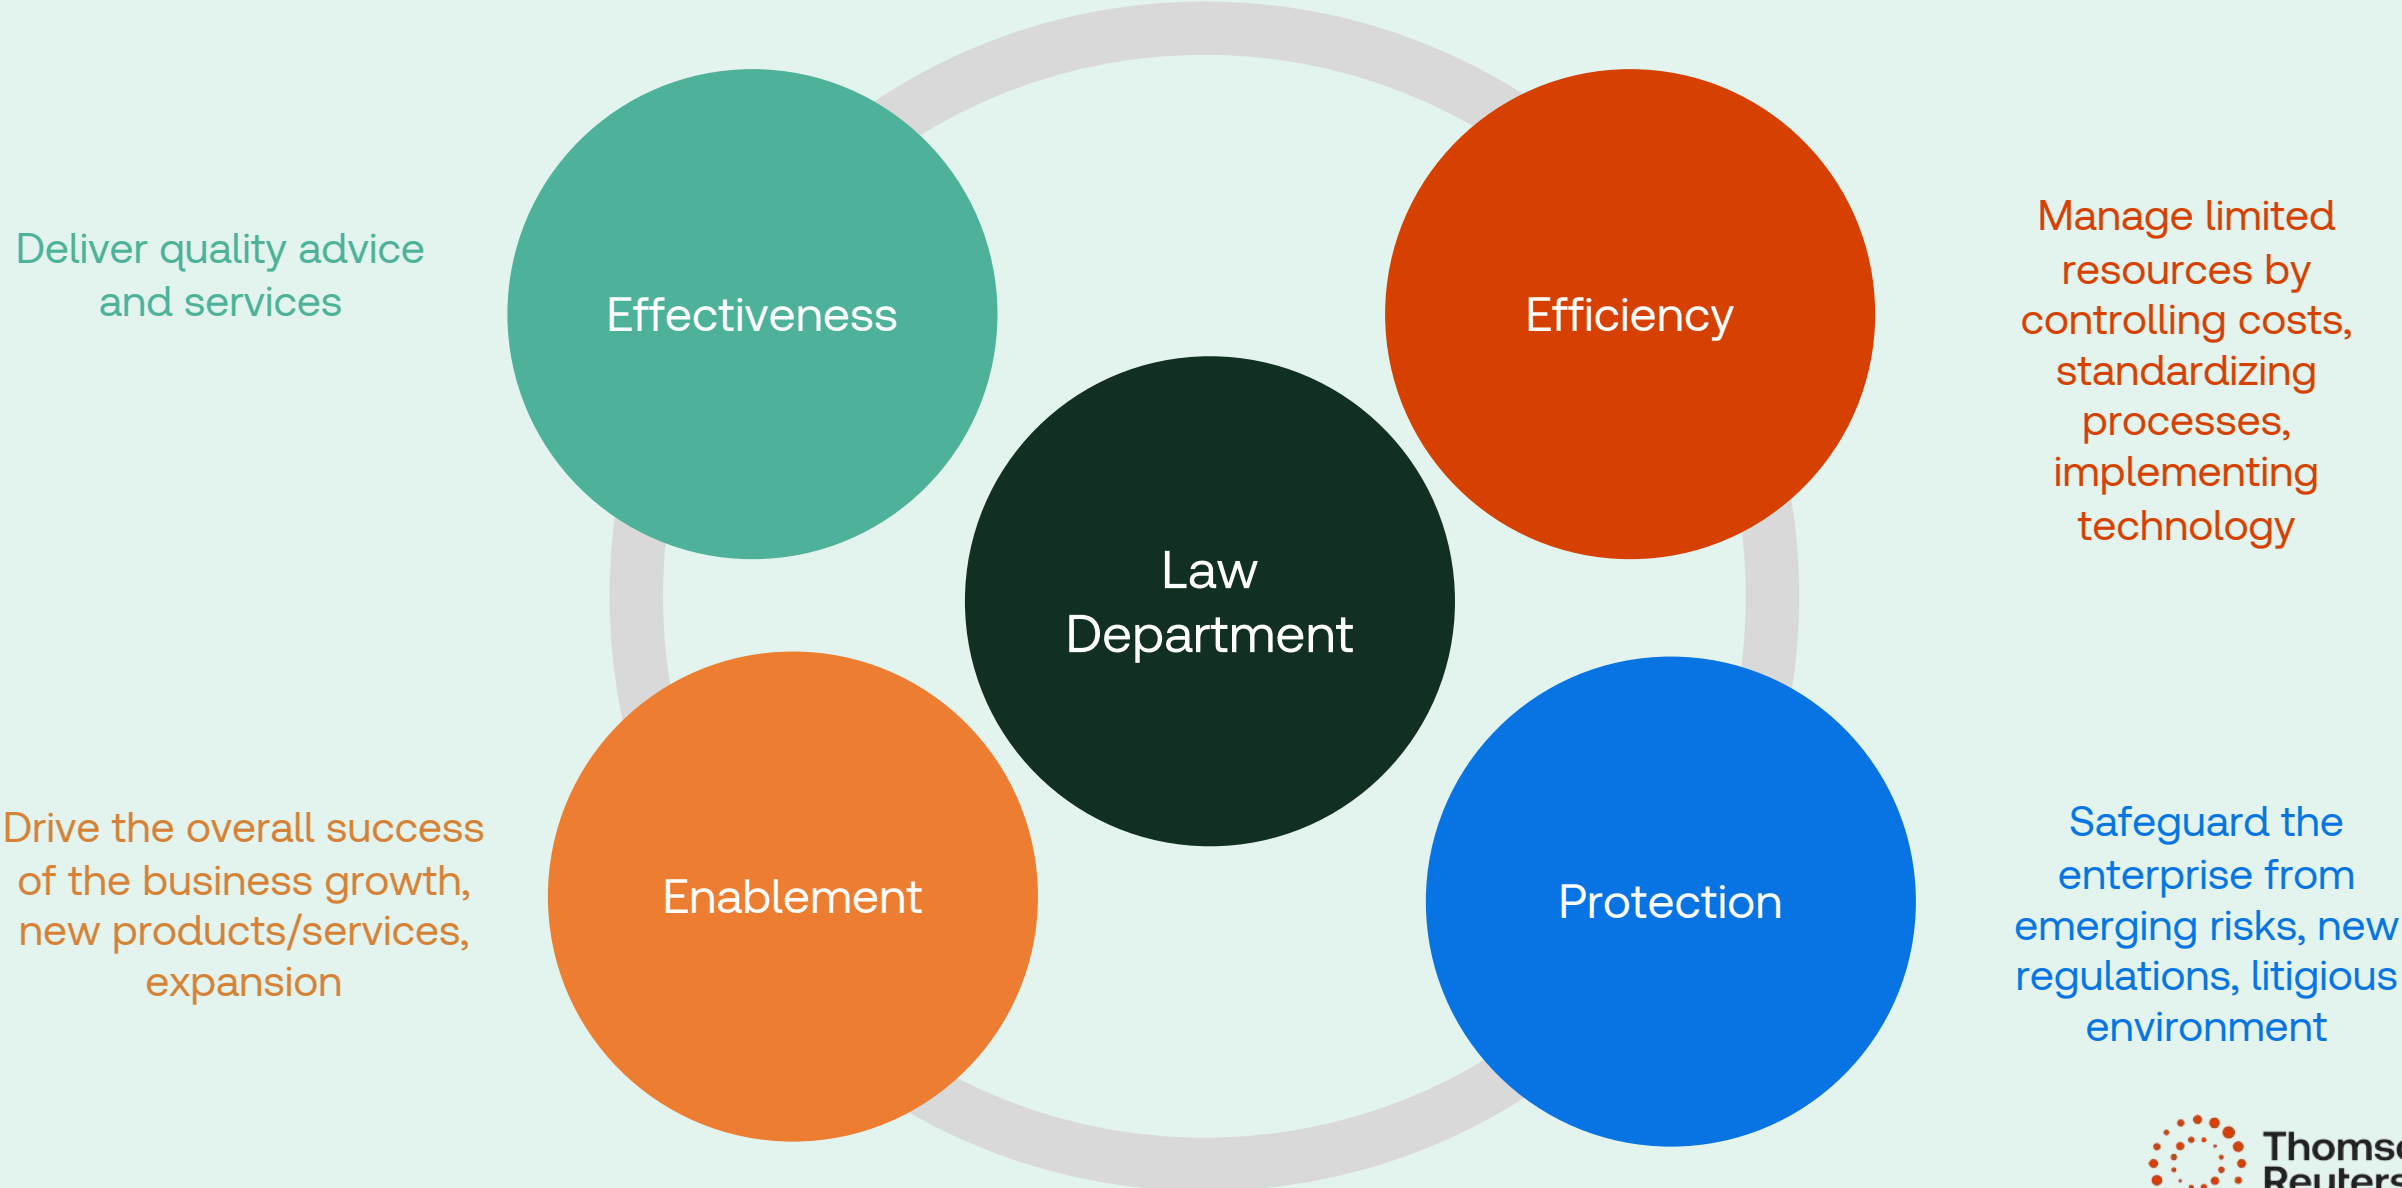 Deliver quality advice
and services
Effectiveness
Efficiency
Manage limited
resources by
controlling costs,
standardizing
processes,
implementing
technology
Law
Department
Drive the overall success
of the business growth,
new products/services,
expansion
Enablement
Protection
Safeguard the
enterprise from
emerging risks, new
regulations, litigious
environment
Reuters